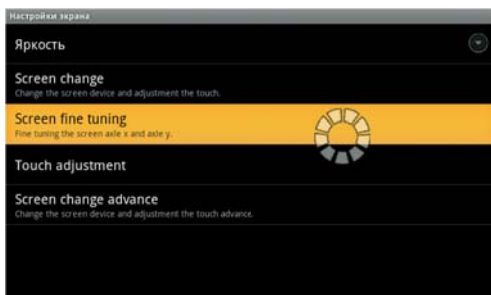 Настройки экрана
Яркость
Screen change
Change the screen device and adjustment the touch.
Screen fine tuning
Fine tuning the screen axle x and axle y.
Touch adjustment
Screen change advance
Change the screen device and adjustment the touch advance.